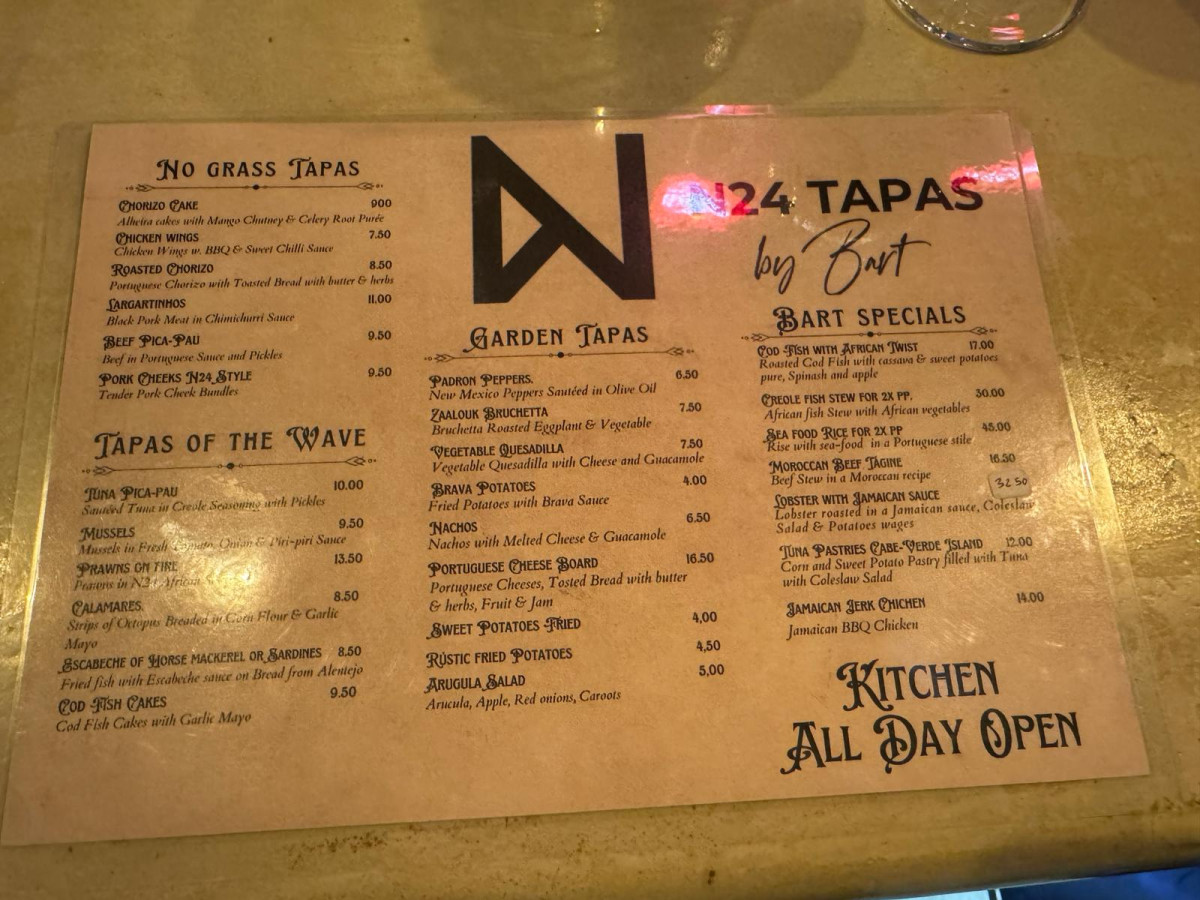 NO GRASS TAPAS
CHORIZO CAKE 900
Alheira cakes with Mango Chutney & Celery Root Purée
CHICKEN WINGS 7.50
Chicken Wings w. BBQ & Sweet Chilli Sauce
ROASTED CHORIZO 8.50
Portuguese Chorizo with Toasted Bread with butter & herbs
LARGARTINHOS 11.00
Black Pork Meat in Chimichurri Sauce
BEEF PICA-PAU 9.50
Beef in Portuguese Sauce and Pickles
PORK CHEEKS N24 STYLE 9.50
Tender Pork Cheek Bundles
TAPAS OF THE WAVE
TUNA PICA-PAU 10.00
Sautéed Tuna in Creole Seasoning with Pickles
MUSSELS 9.50
Mussels in Fresh Tomato, Onion & Piri-piri Sauce
PRAWNS ON FIRE 13.50
Prawns in N24 African
CALAMARES. 8.50
Strips of Octopus Breaded in Corn Flour & Garlic
Mayo
ESCABECHE OF HORSE MACKEREL OR SARDINES 8.50
Fried fish with Escabeche sauce on Bread from Alentejo
COD FISH CAKES 9.50
Cod Fish Cakes with Garlic Mayo
N
GARDEN TAPAS
PADRON PEPPERS. 6.50
New Mexico Peppers Sautéed in Olive Oil
ZAALOUK BRUCHETTA 7.50
Bruchetta Roasted Eggplant & Vegetable
VEGETABLE QUESADILLA 7.50
Vegetable Quesadilla with Cheese and Guacamole
BRAVA POTATOES 4.00
Fried Potatoes with Brava Sauce
NACHOS 6.50
Nachos with Melted Cheese & Guacamole
PORTUGUESE CHEESE BOARD 16.50
Portuguese Cheeses, Tosted Bread with butter
& herbs, Fruit & Jam
SWEET POTATOES FRIED 4,00
RÚSTIC FRIED POTATOES 4,50
ARUGULA SALAD 5,00
Arucula, Apple, Red onions, Caroots
N24 TAPAS
by Bart
BART SPECIALS
COD FISH WITH AFRICAN TWIST 17.00
Roasted Cod Fish with cassava & sweet potatoes
pure, Spinash and apple
CREOLE FISH STEW FOR 2X PP. 30.00
African fish Stew with African vegetables
SEA FOOD RICE FOR 2X PP 45.00
Rise with sea-food in a Portuguese stile
MOROCCAN BEEF TAGINE 16.50
Beef Stew in a Moroccan recipe
LOBSTER WITH JAMAICAN SAUCE 32 50
Lobster roasted in a Jamaican sauce, Coleslaw
Salad & Potatoes wages
TUNA PASTRIES CABE-VERDE ISLAND 12.00
Corn and Sweet Potato Pastry filled with Tuna
with Coleslaw Salad
JAMAICAN JERK CHICHEN 14.00
Jamaican BBQ Chicken
KITCHEN
ALL DAY OPEN